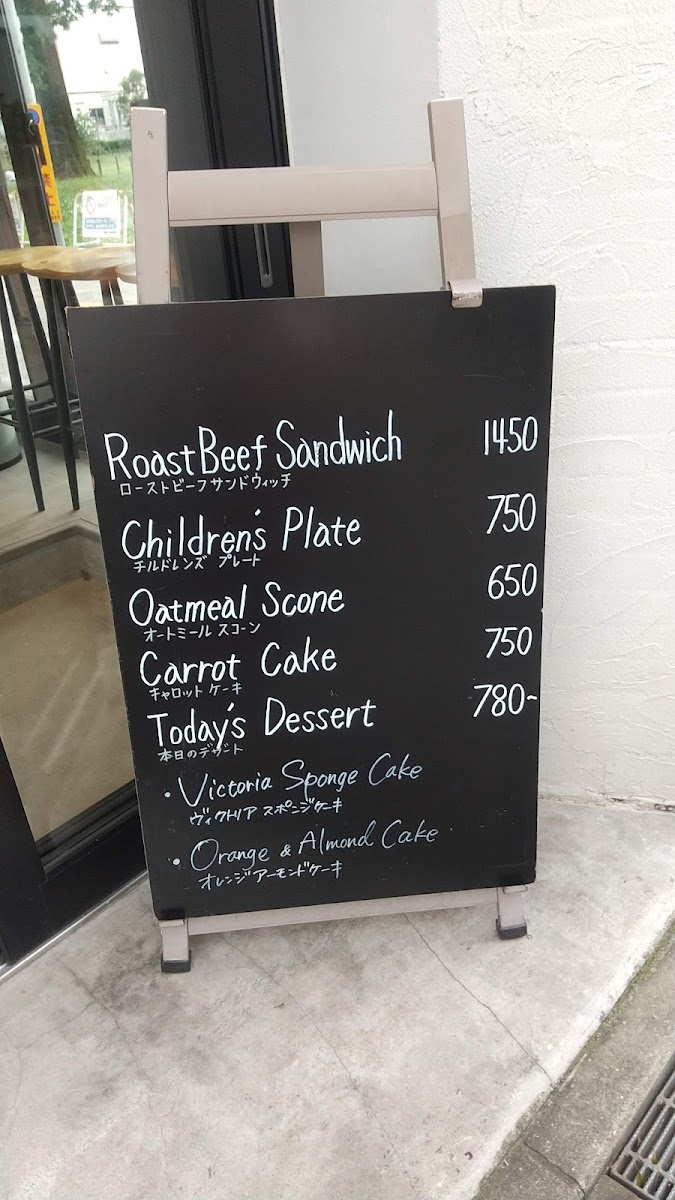 Roast Beef Sandwich 1450
ローストビーフサンドウィッチ
Children's Plate 750
チルドレンズ プレート
Oatmeal Scone 650
オートミール スコーン
Carrot Cake 750
キャロット ケーキ
Today's Dessert 780~
本日のデザート
・Victoria Sponge Cake
ヴィクトリア スポンジケーキ
・Orange & Almond Cake
オレンジアーモンドケーキ